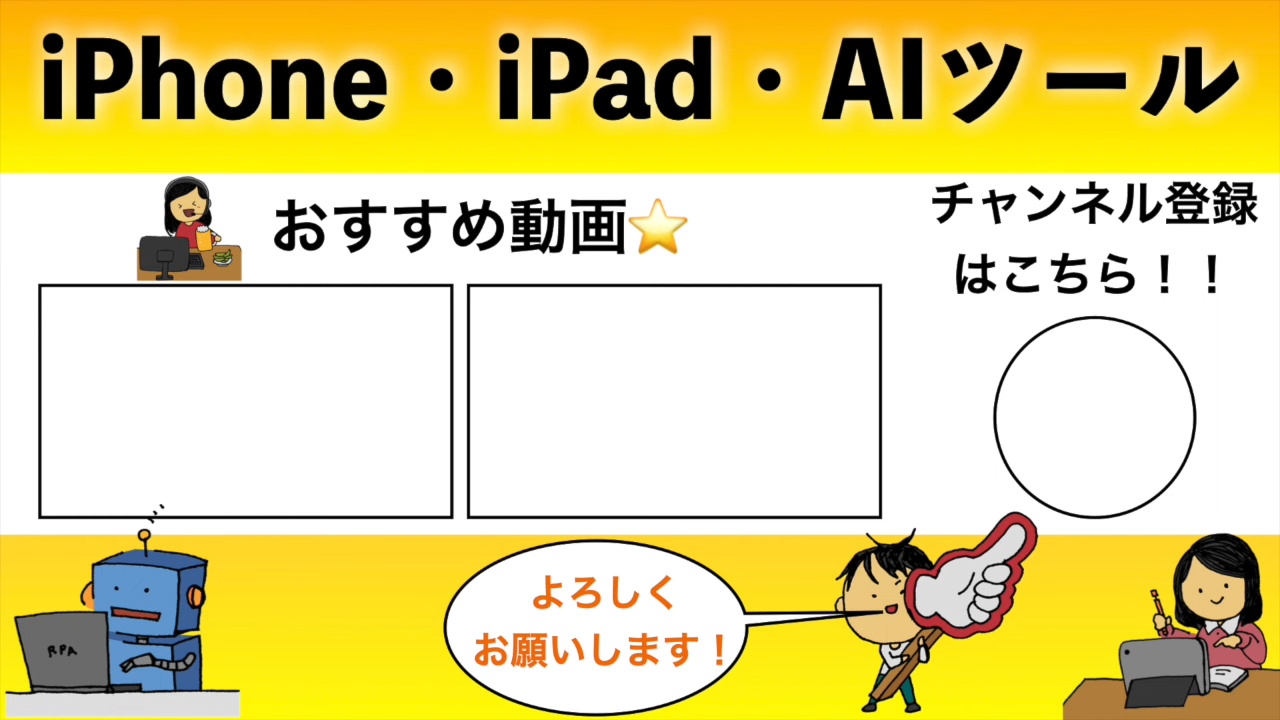 iPhone・iPad・AIツール
おすすめ動画⭐
チャンネル登録
はこちら！！
よろしく
お願いします！
RPA